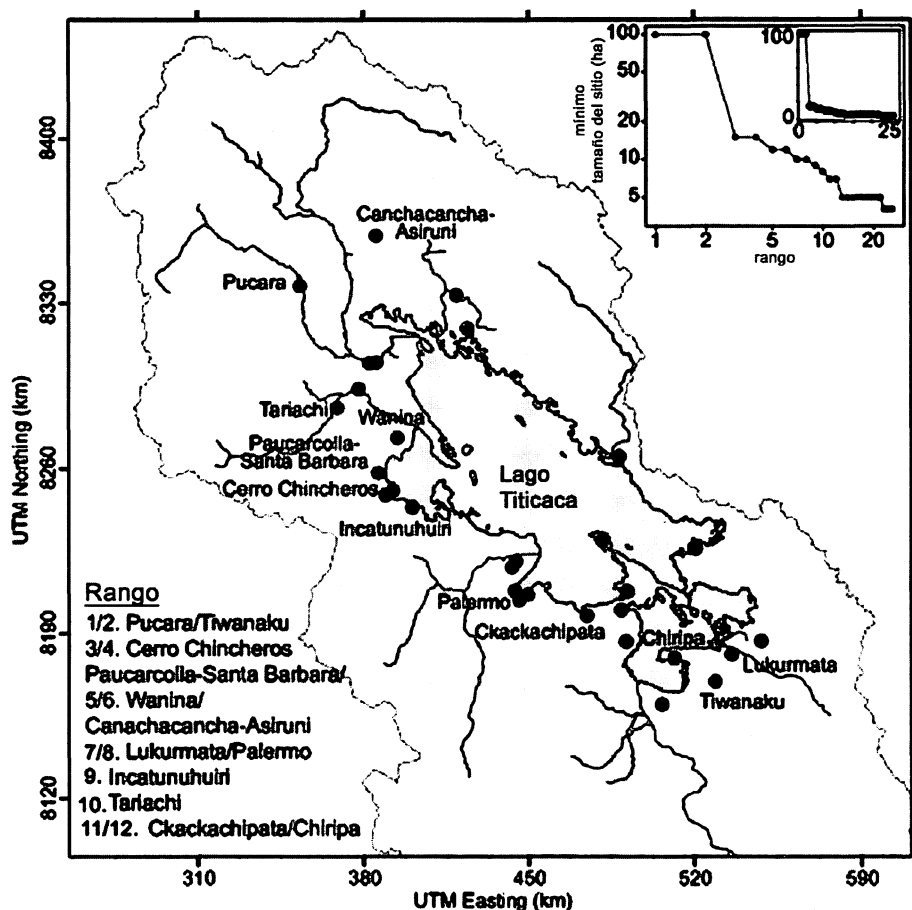 UTM Northing (km)
8400
8330
8260
8190
8120
310
380
450
520
590
UTM Easting (km)
mínimo
tamaño del sitio (ha)
100
50
20
10
5
1
2
5
10
20
rango
100
0
0
25
Canchacancha-
Asiruni
Pucara
Tariachi
Wanina
Paucarcolla-
Santa Barbara
Cerro Chincheros
Incatunuhuiri
Lago
Titicaca
Palermo
Ckackachipata
Chiripa
Lukurmata
Tiwanaku
Rango
1/2. Pucara/Tiwanaku
3/4. Cerro Chincheros
Paucarcolla-Santa Barbara/
5/6. Wanina/
Canachacancha-Asiruni
7/8. Lukurmata/Palermo
9. Incatunuhuiri
10. Tariachi
11/12. Ckackachipata/Chiripa